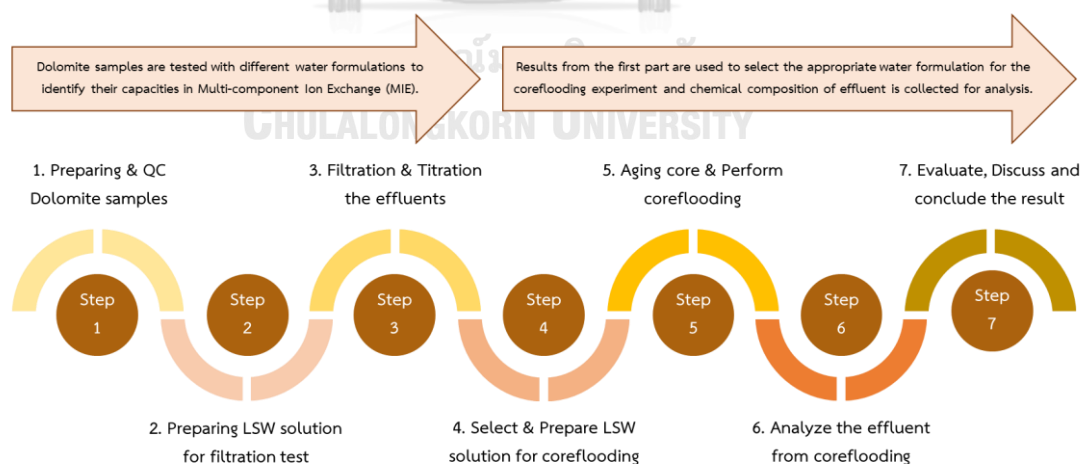 Dolomite samples are tested with different water formulations to
identify their capacities in Multi-component Ion Exchange (MIE).
Results from the first part are used to select the appropriate water formulation for the
coreflooding experiment and chemical composition of effluent is collected for analysis.
CHULALONGKORN UNIVERSITY
1. Preparing & QC
Dolomite samples
3. Filtration & Titration
the effluents
5. Aging core & Perform
coreflooding
7. Evaluate, Discuss and
conclude the result
Step
1
Step
2
Step
3
Step
4
Step
5
Step
6
Step
7
2. Preparing LSW solution
for filtration test
4. Select & Prepare LSW
solution for coreflooding
6. Analyze the effluent
from coreflooding